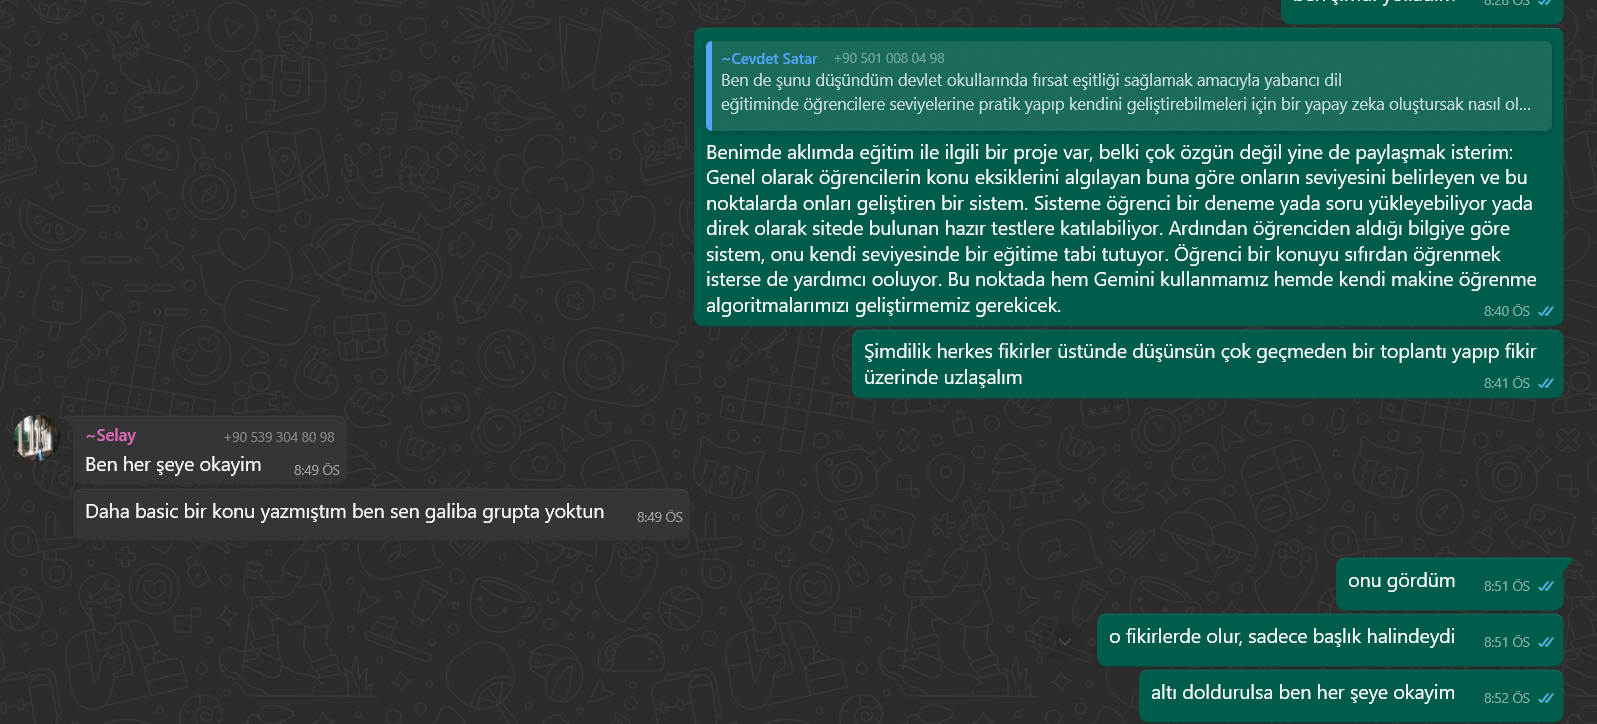 8:28 ÖS
~Cevdet Satar +90 501 008 04 98
Ben de şunu düşündüm devlet okullarında fırsat eşitliği sağlamak amacıyla yabancı dil
eğitiminde öğrencilere seviyelerine pratik yapıp kendini geliştirebilmeleri için bir yapay zeka oluştursak nasıl ol...
Benimde aklımda eğitim ile ilgili bir proje var, belki çok özgün değil yine de paylaşmak isterim:
Genel olarak öğrencilerin konu eksiklerini algılayan buna göre onların seviyesini belirleyen ve bu
noktalarda onları geliştiren bir sistem. Sisteme öğrenci bir deneme yada soru yükleyebiliyor yada
direk olarak sitede bulunan hazır testlere katılabiliyor. Ardından öğrenciden aldığı bilgiye göre
sistem, onu kendi seviyesinde bir eğitime tabi tutuyor. Öğrenci bir konuyu sıfırdan öğrenmek
isterse de yardımcı ooluyor. Bu noktada hem Gemini kullanmamız hemde kendi makine öğrenme
algoritmalarımızı geliştirmemiz gerekicek.
8:40 ÖS
Şimdilik herkes fikirler üstünde düşünsün çok geçmeden bir toplantı yapıp fikir
üzerinde uzlaşalım
8:41 ÖS
~Selay +90 539 304 80 98
Ben her şeye okayim 8:49 ÖS
Daha basic bir konu yazmıştım ben sen galiba grupta yoktun 8:49 ÖS
onu gördüm 8:51 ÖS
o fikirlerde olur, sadece başlık halindeydi 8:51 ÖS
altı doldurulsa ben her şeye okayim 8:52 ÖS